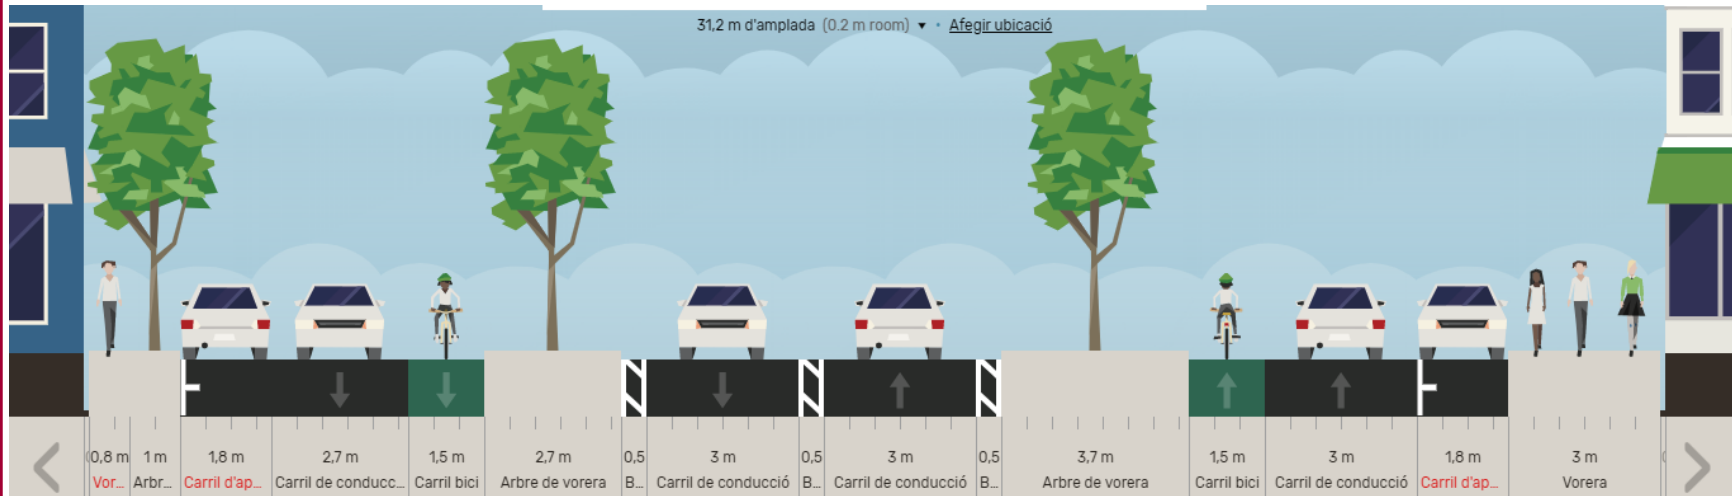 31,2 m d'amplada (0.2 m room) ▾ • Afegir ubicació
0,8 m 1 m 1,8 m 2,7 m 1,5 m 2,7 m 0,5 3 m 0,5 3 m 0,5 3,7 m 1,5 m 3 m 1,8 m 3 m
Vor... Arbr... Carril d'ap... Carril de conducc... Carril bici Arbre de vorera B... Carril de conducció B... Carril de conducció B... Arbre de vorera Carril bici Carril de conducció Carril d'ap... Vorera